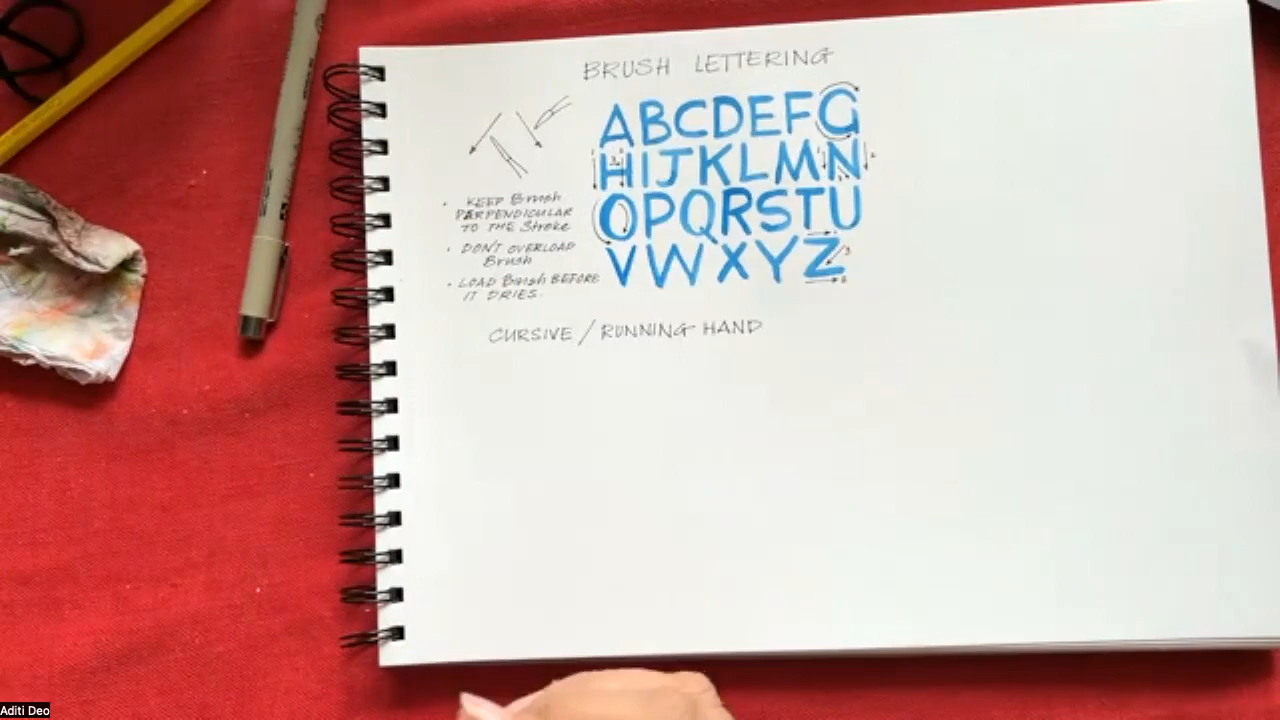 BRUSH LETTERING
ABCDEFG
HIJKLMN
OPQRSTU
VWXYZ
• KEEP Brush
PERPENDICULAR
TO THE Stroke
• DON'T OVERLOAD
Brush
• LOAD Brush BEFORE
IT DRIES.
CURSIVE / RUNNING HAND
Aditi Deo